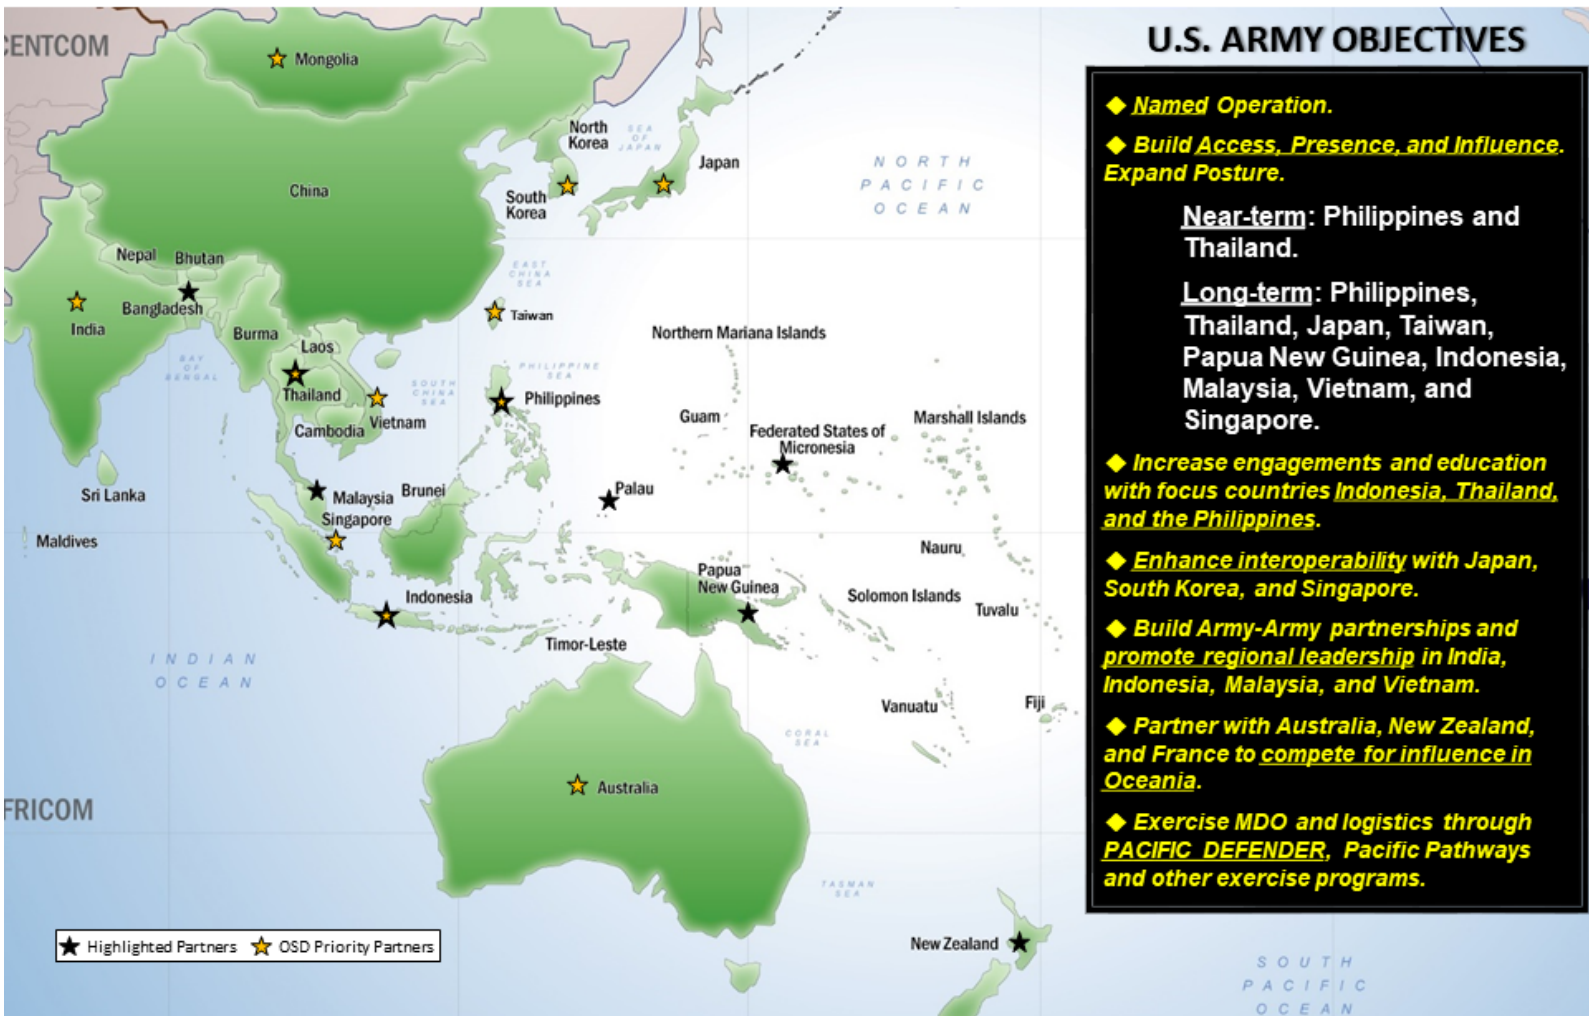 CENTCOM
Mongolia
North
Korea
SEA
OF
JAPAN
Japan
NORTH
PACIFIC
OCEAN
China
South
Korea
Nepal
Bhutan
EAST
CHINA
SEA
Bangladesh
India
Taiwan
Burma
Laos
Northern Mariana Islands
BAY
OF
BENGAL
PHILIPPINE
SEA
SOUTH
CHINA
SEA
Thailand
Philippines
Vietnam
Cambodia
Guam
Marshall Islands
Federated States of
Micronesia
Sri Lanka
Malaysia
Brunei
Palau
Singapore
Maldives
Nauru
Papua
New Guinea
Indonesia
Solomon Islands
Tuvalu
Timor-Leste
INDIAN
OCEAN
Vanuatu
Fiji
CORAL
SEA
Australia
FRICOM
TASMAN
SEA
New Zealand
SOUTH
PACIFIC
OCEAN
Highlighted Partners
OSD Priority Partners
U.S. ARMY OBJECTIVES
◆ Named Operation.
◆ Build Access, Presence, and Influence.
Expand Posture.
Near-term: Philippines and
Thailand.
Long-term: Philippines,
Thailand, Japan, Taiwan,
Papua New Guinea, Indonesia,
Malaysia, Vietnam, and
Singapore.
◆ Increase engagements and education
with focus countries Indonesia, Thailand,
and the Philippines.
◆ Enhance interoperability with Japan,
South Korea, and Singapore.
◆ Build Army-Army partnerships and
promote regional leadership in India,
Indonesia, Malaysia, and Vietnam.
◆ Partner with Australia, New Zealand,
and France to compete for influence in
Oceania.
◆ Exercise MDO and logistics through
PACIFIC DEFENDER, Pacific Pathways
and other exercise programs.